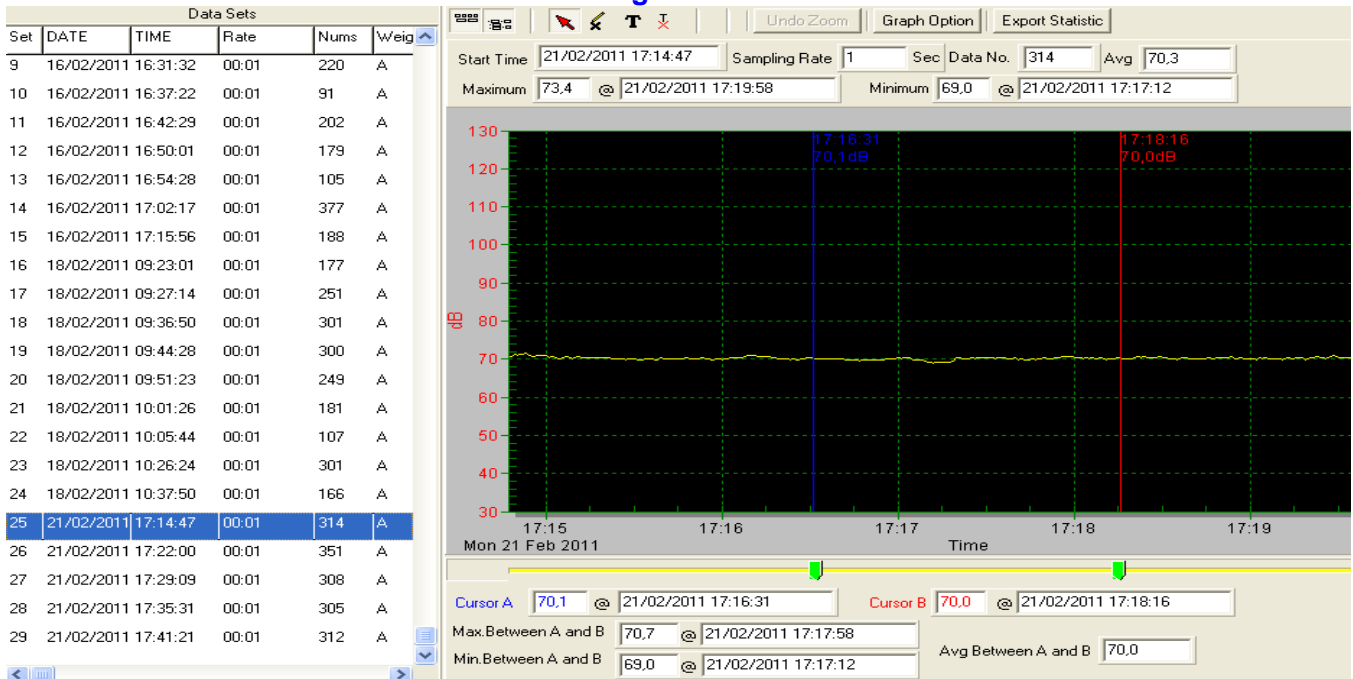 Data Sets
Set DATE TIME Rate Nums Weig
9 16/02/2011 16:31:32 00:01 220 A
10 16/02/2011 16:37:22 00:01 91 A
11 16/02/2011 16:42:29 00:01 202 A
12 16/02/2011 16:50:01 00:01 179 A
13 16/02/2011 16:54:28 00:01 105 A
14 16/02/2011 17:02:17 00:01 377 A
15 16/02/2011 17:15:56 00:01 188 A
16 18/02/2011 09:23:01 00:01 177 A
17 18/02/2011 09:27:14 00:01 251 A
18 18/02/2011 09:36:50 00:01 301 A
19 18/02/2011 09:44:28 00:01 300 A
20 18/02/2011 09:51:23 00:01 249 A
21 18/02/2011 10:01:26 00:01 181 A
22 18/02/2011 10:05:44 00:01 107 A
23 18/02/2011 10:26:24 00:01 301 A
24 18/02/2011 10:37:50 00:01 166 A
25 21/02/2011 17:14:47 00:01 314 A
26 21/02/2011 17:22:00 00:01 351 A
27 21/02/2011 17:29:09 00:01 308 A
28 21/02/2011 17:35:31 00:01 305 A
29 21/02/2011 17:41:21 00:01 312 A
T T Undo Zoom Graph Option Export Statistic
Start Time 21/02/2011 17:14:47 Sampling Rate 1 Sec Data No. 314 Avg 70,3
Maximum 73,4 @ 21/02/2011 17:19:58 Minimum 69,0 @ 21/02/2011 17:17:12
130
17:16:31 17:18:16
70,1dB 70,0dB
120
110
100
90
dB
80
70
60
50
40
30
17:15 17:16 17:17 17:18 17:19
Mon 21 Feb 2011 Time
Cursor A 70,1 @ 21/02/2011 17:16:31 Cursor B 70,0 @ 21/02/2011 17:18:16
Max.Between A and B 70,7 @ 21/02/2011 17:17:58
Min.Between A and B 69,0 @ 21/02/2011 17:17:12
Avg Between A and B 70,0